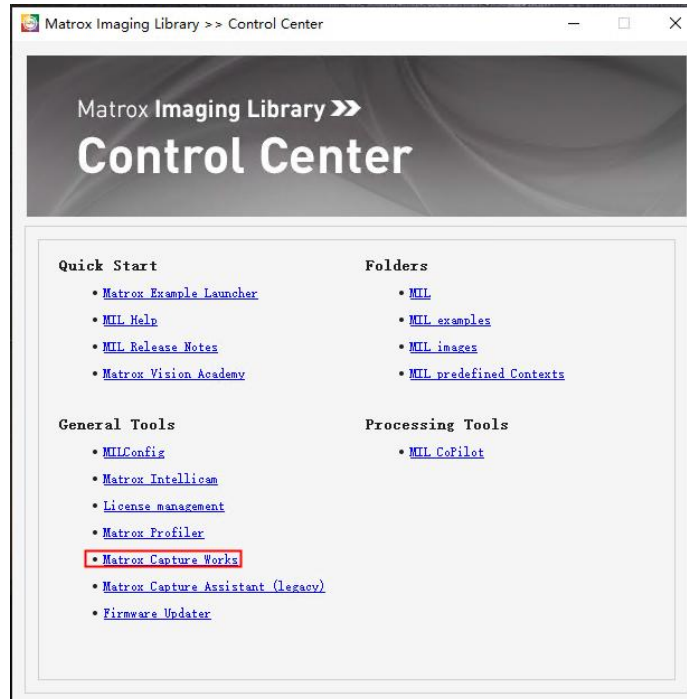 Matrox Imaging Library >> Control Center
Matrox Imaging Library >>
Control Center
Quick Start
• Matrox Example Launcher
• MIL Help
• MIL Release Notes
• Matrox Vision Academy
Folders
• MIL
• MIL examples
• MIL images
• MIL predefined Contexts
General Tools
• MILConfig
• Matrox Intellicam
• License management
• Matrox Profiler
• Matrox Capture Works
• Matrox Capture Assistant (legacy)
• Firmware Updater
Processing Tools
• MIL CoPilot